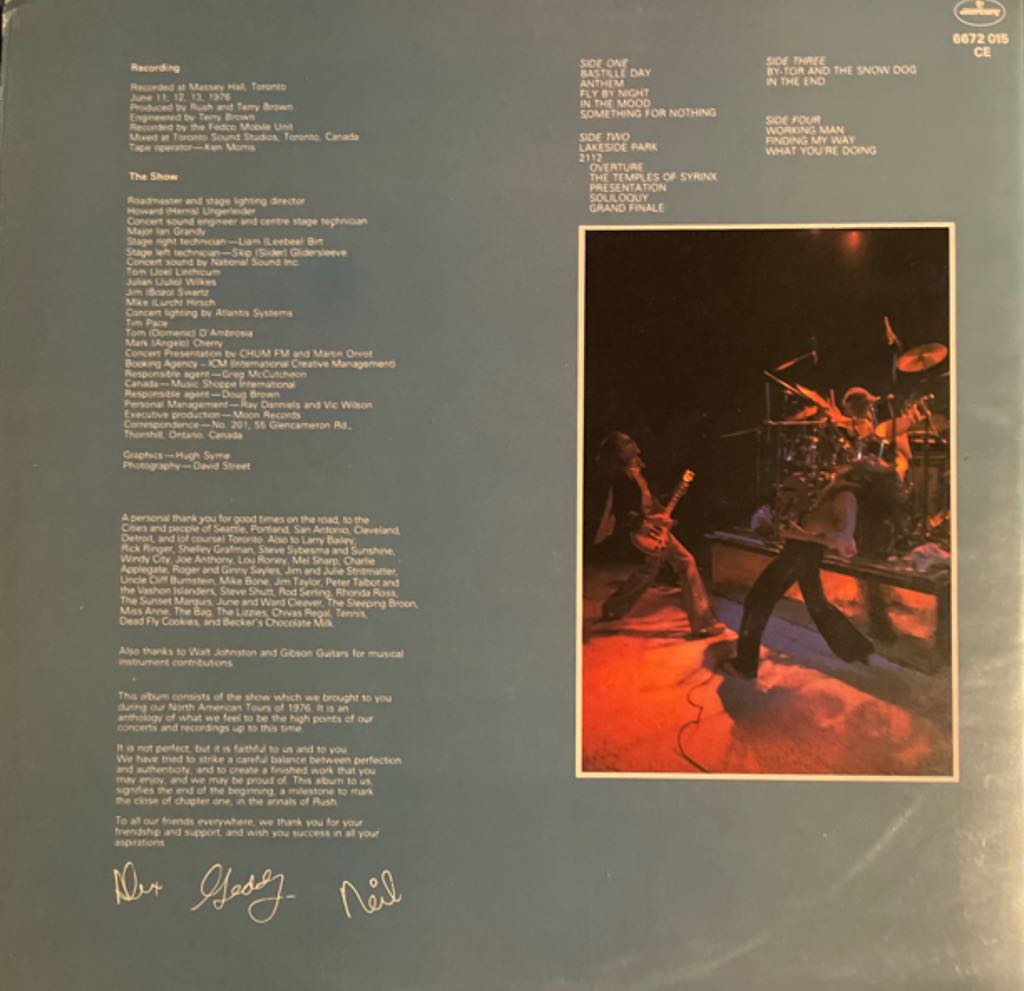 Recording
Recorded at Massey Hall, Toronto
June 11, 12, 13, 1976
Produced by Rush and Terry Brown
Engineered by Terry Brown
Recorded by the Fedco Mobile Unit
Mixed at Toronto Sound Studios, Toronto, Canada
Tape operator—Ken Morris
The Show
Roadmaster and stage lighting director
Howard (Herns) Ungerleider
Concert sound engineer and centre stage technician
Major Ian Grandy
Stage right technician—Liam (Leebee) Birt
Stage left technician—Skip (Slider) Gildersleeve
Concert sound by National Sound Inc.
Tom (Joe) Linthicum
Julian (Julio) Wilkes
Jim (Bozo) Swartz
Mike (Lurch) Hirsch
Concert lighting by Atlantis Systems
Tim Pace
Tom (Domenic) D'Ambrosia
Mark (Angelo) Cherry
Concert Presentation by CHUM FM and Martin Onrot
Booking Agency – ICM (International Creative Management)
Responsible agent—Greg McCutcheon
Canada—Music Shoppe International
Responsible agent—Doug Brown
Personal Management—Ray Danniels and Vic Wilson
Executive production—Moon Records
Correspondence—No. 201, 55 Glencameron Rd.,
Thornhill, Ontario, Canada
Graphics—Hugh Syme
Photography—David Street
A personal thank you for good times on the road, to the
Cities and people of Seattle, Portland, San Antonio, Cleveland,
Detroit, and (of course) Toronto. Also to Larry Bailey,
Rick Ringer, Shelley Grafman, Steve Sybesma and Sunshine,
Windy City, Joe Anthony, Lou Roney, Mel Sharp, Charlie
Applegate, Roger and Ginny Sayles, Jim and Julie Stritmatter,
Uncle Cliff Burnstein, Mike Bone, Jim Taylor, Peter Talbot and
the Vashon Islanders, Steve Shutt, Rod Serling, Rhonda Ross,
The Sunset Marquis, June and Ward Cleaver, The Sleeping Broon,
Miss Anne, The Bag, The Lizzies, Chivas Regal, Tennis,
Dead Fly Cookies, and Becker's Chocolate Milk.
Also thanks to Walt Johnston and Gibson Guitars for musical
instrument contributions.
This album consists of the show which we brought to you
during our North American Tours of 1976. It is an
anthology of what we feel to be the high points of our
concerts and recordings up to this time.
It is not perfect, but it is faithful to us and to you.
We have tried to strike a careful balance between perfection
and authenticity, and to create a finished work that you
may enjoy, and we may be proud of. This album to us,
signifies the end of the beginning, a milestone to mark
the close of chapter one, in the annals of Rush.
To all our friends everywhere, we thank you for your
friendship and support, and wish you success in all your
aspirations
Alex Geddy Neil
SIDE ONE
BASTILLE DAY
ANTHEM
FLY BY NIGHT
IN THE MOOD
SOMETHING FOR NOTHING
SIDE TWO
LAKESIDE PARK
2112
OVERTURE
THE TEMPLES OF SYRINX
PRESENTATION
SOLILOQUY
GRAND FINALE
SIDE THREE
BY-TOR AND THE SNOW DOG
IN THE END
SIDE FOUR
WORKING MAN
FINDING MY WAY
WHAT YOU'RE DOING
mercury
6672 015
CE